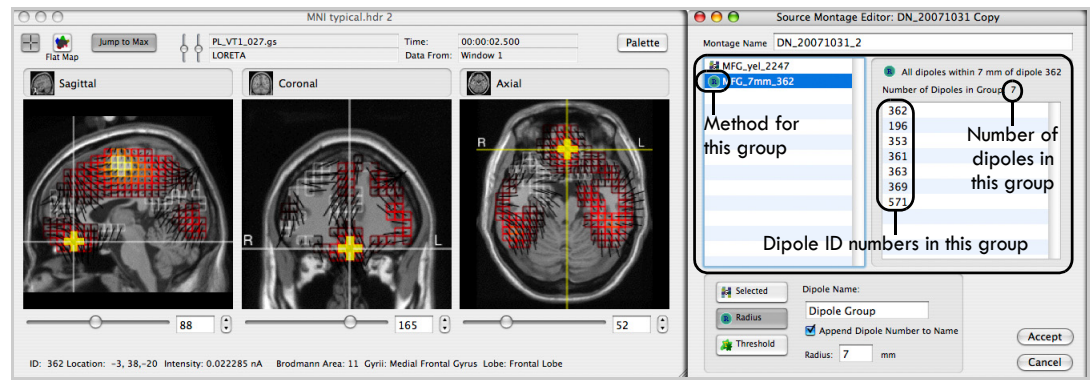 MNI typical.hdr 2
Flat Map
Jump to Max
PL_VT1_027.gs
LORETA
Time:
Data From:
00:00:02.500
Window 1
Palette
Sagittal
Coronal
Axial
R
L
R
L
88
165
52
ID: 362 Location: -3, 38,-20 Intensity: 0.022285 nA Brodmann Area: 11 Gyrii: Medial Frontal Gyrus Lobe: Frontal Lobe
Source Montage Editor: DN_20071031 Copy
Montage Name DN_20071031_2
MFG_yel_2247
R MFG_7mm_362
Method for
this group
R All dipoles within 7 mm of dipole 362
Number of Dipoles in Group 7
362
196
353
361
363
369
571
Number of
dipoles in
this group
Dipole ID numbers in this group
Selected
R Radius
Threshold
Dipole Name:
Dipole Group
Append Dipole Number to Name
Radius: 7 mm
Accept
Cancel